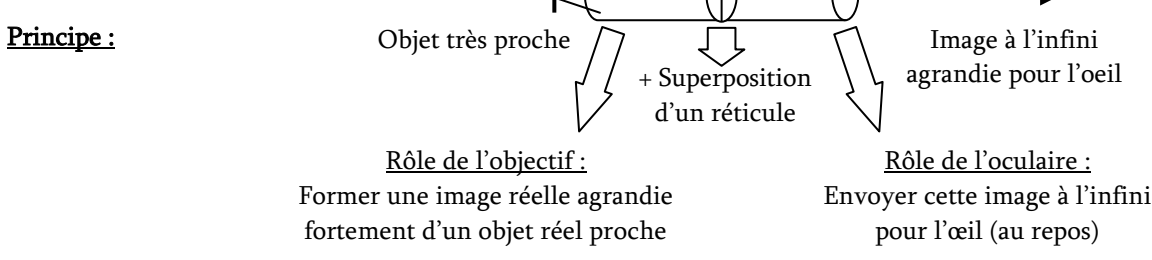 Principe :
Objet très proche
+ Superposition
d'un réticule
Image à l'infini
agrandie pour l'oeil
Rôle de l'objectif :
Former une image réelle agrandie
fortement d'un objet réel proche
Rôle de l'oculaire :
Envoyer cette image à l'infini
pour l'œil (au repos)